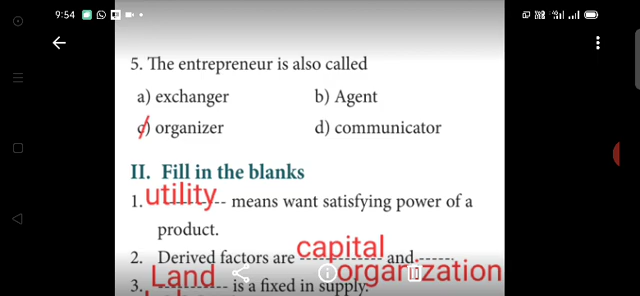 9:54
5. The entrepreneur is also called
a) exchanger b) Agent
c) organizer d) communicator
II. Fill in the blanks
1. utility-- means want satisfying power of a
product.
2. Derived factors are capital and------
organization
3. Land--- is a fixed in supply.